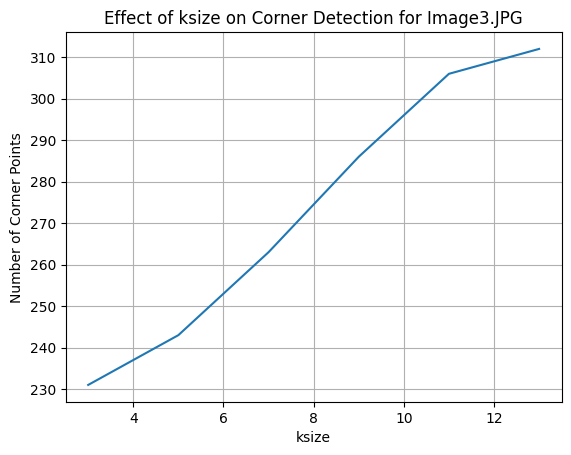 Effect of ksize on Corner Detection for Image3.JPG
Number of Corner Points
310
300
290
280
270
260
250
240
230
4 6 8 10 12
ksize